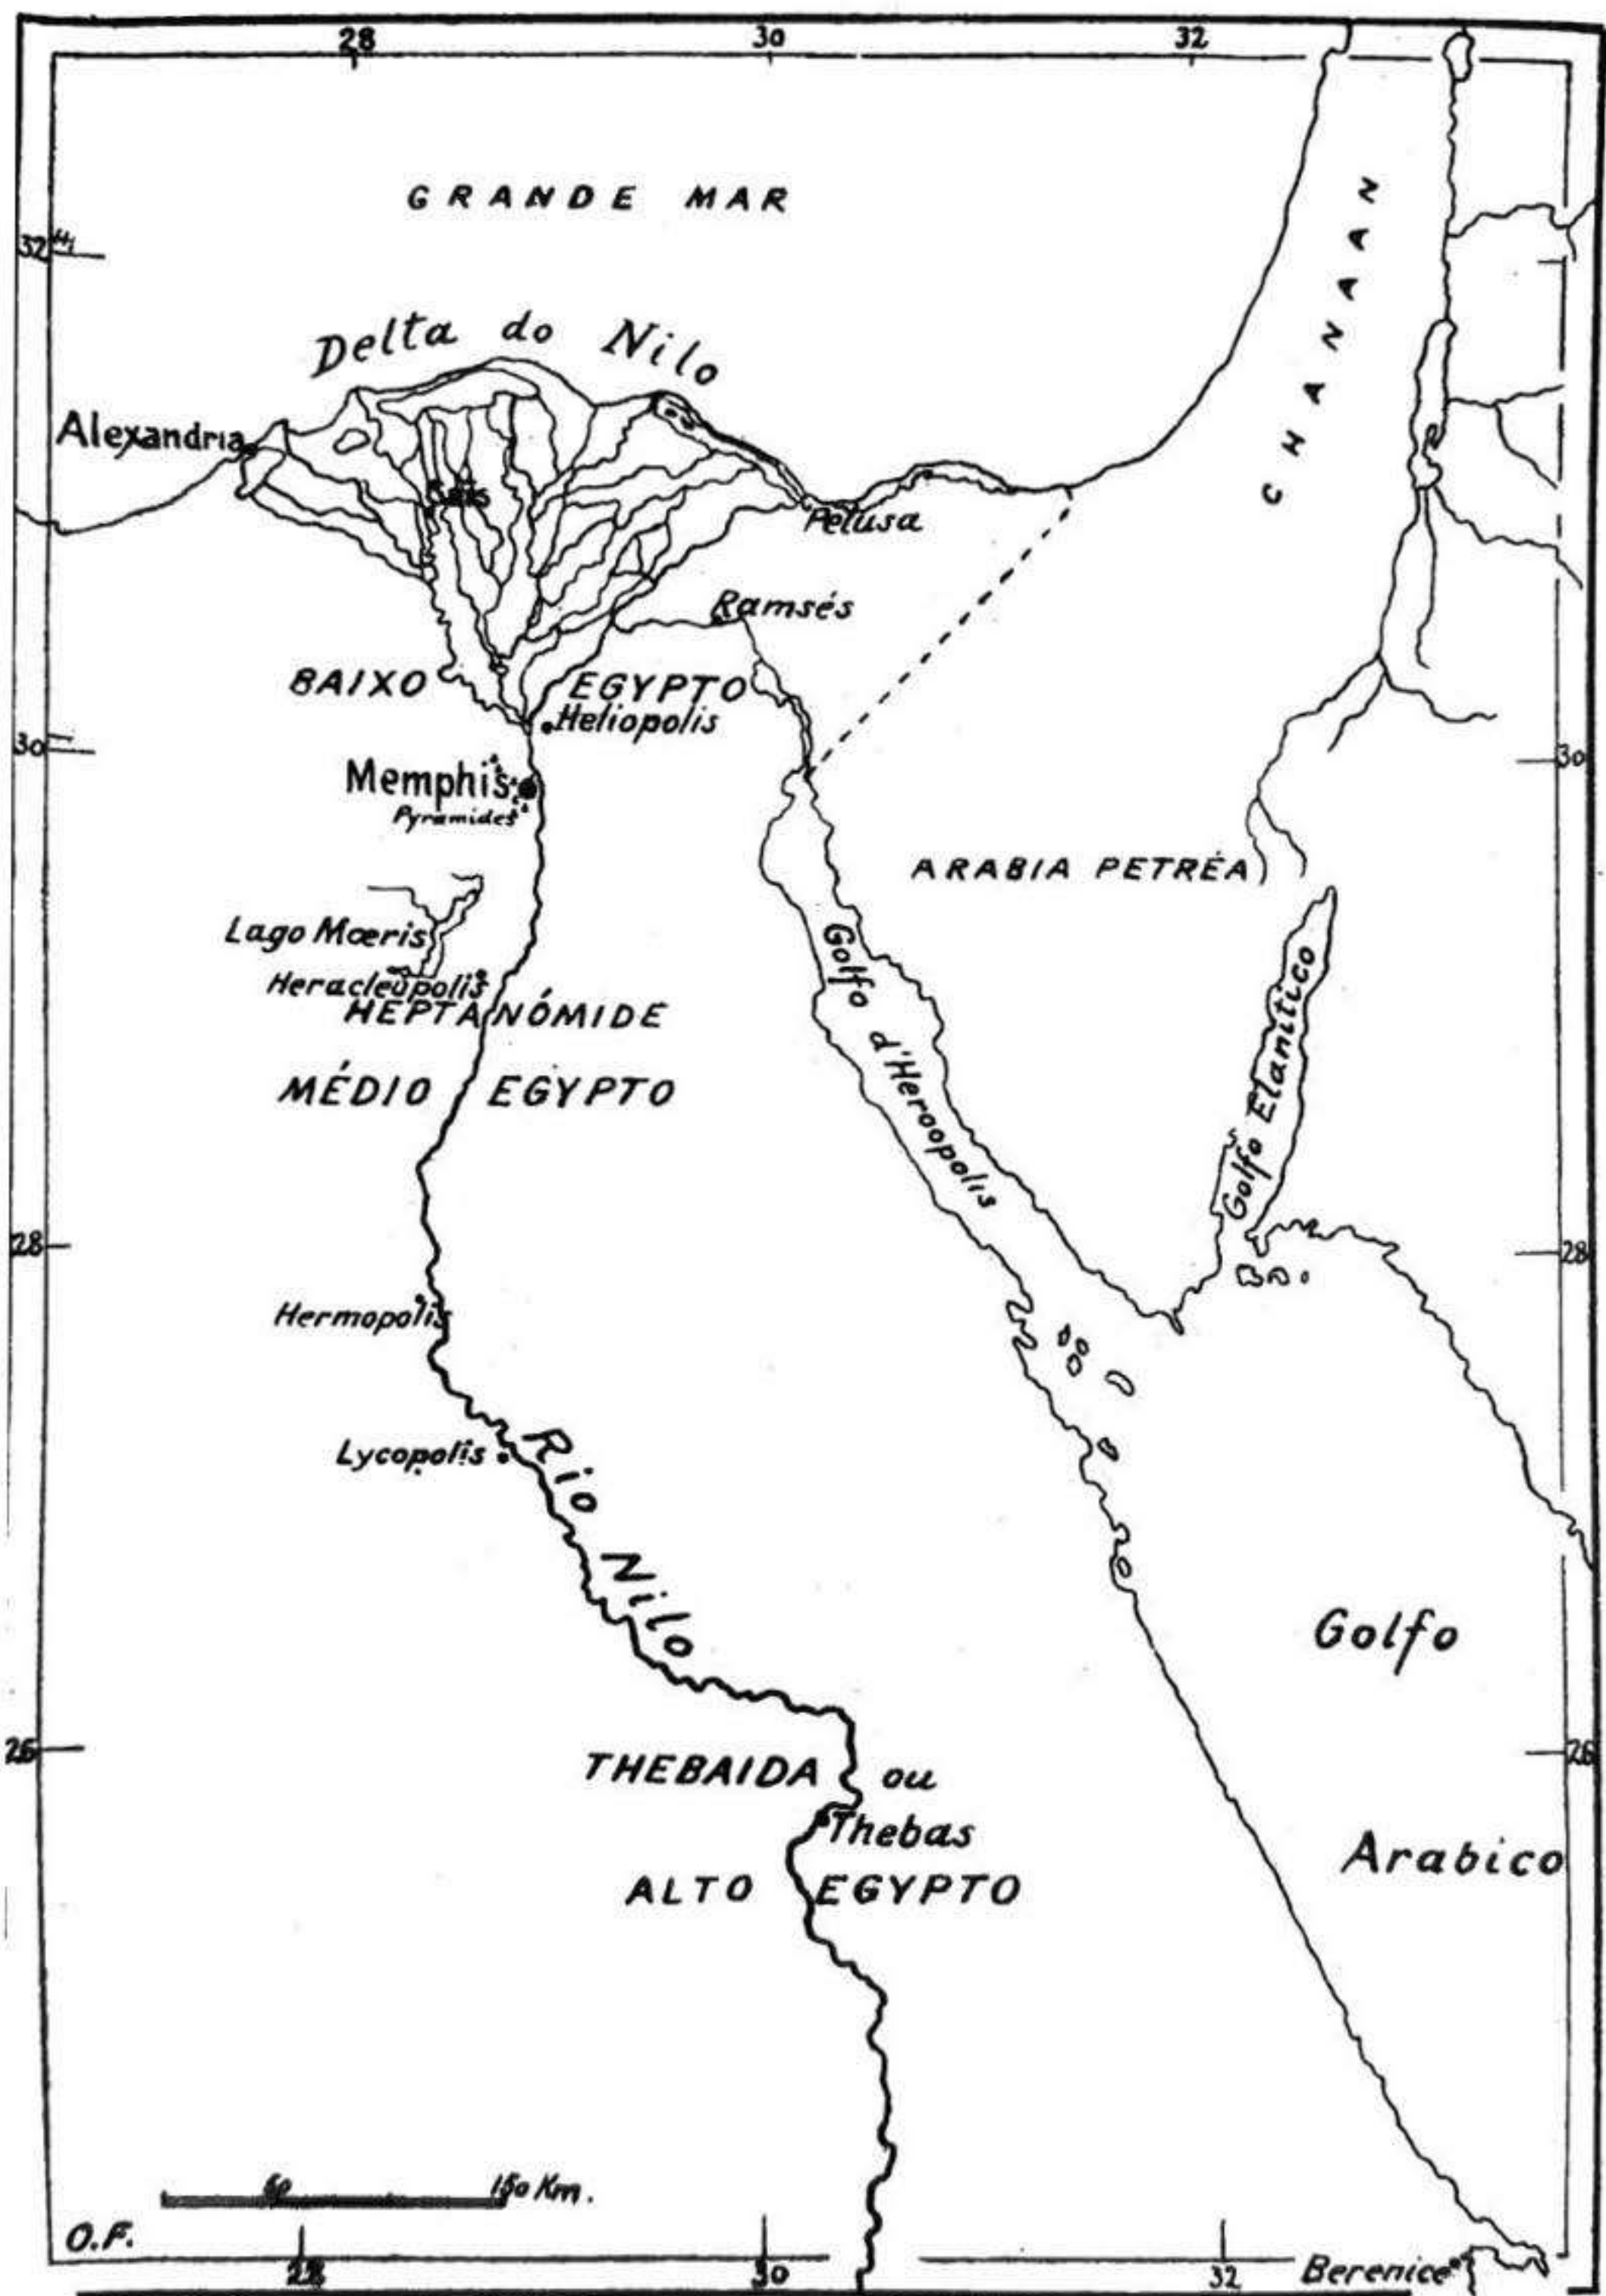 28 30 32
GRANDE MAR
32
CHANAAN
Delta do Nilo
Alexandria
Saïs
Pelusa
Ramsés
BAIXO EGYPTO
Heliopolis
30 30
Memphis
Pyramides
ARABIA PETRÉA
Lago Mœris
Golfo d'Heroopolis
Golfo Elanitico
Heracleopolis
HEPTANÓMIDE
MÉDIO EGYPTO
28 28
Hermopolis
Lycopolis
Rio Nilo
Golfo
26 26
THEBAIDA ou
Thebas
Arabico
ALTO EGYPTO
150 Km.
O.F.
28 30 32 Berenice